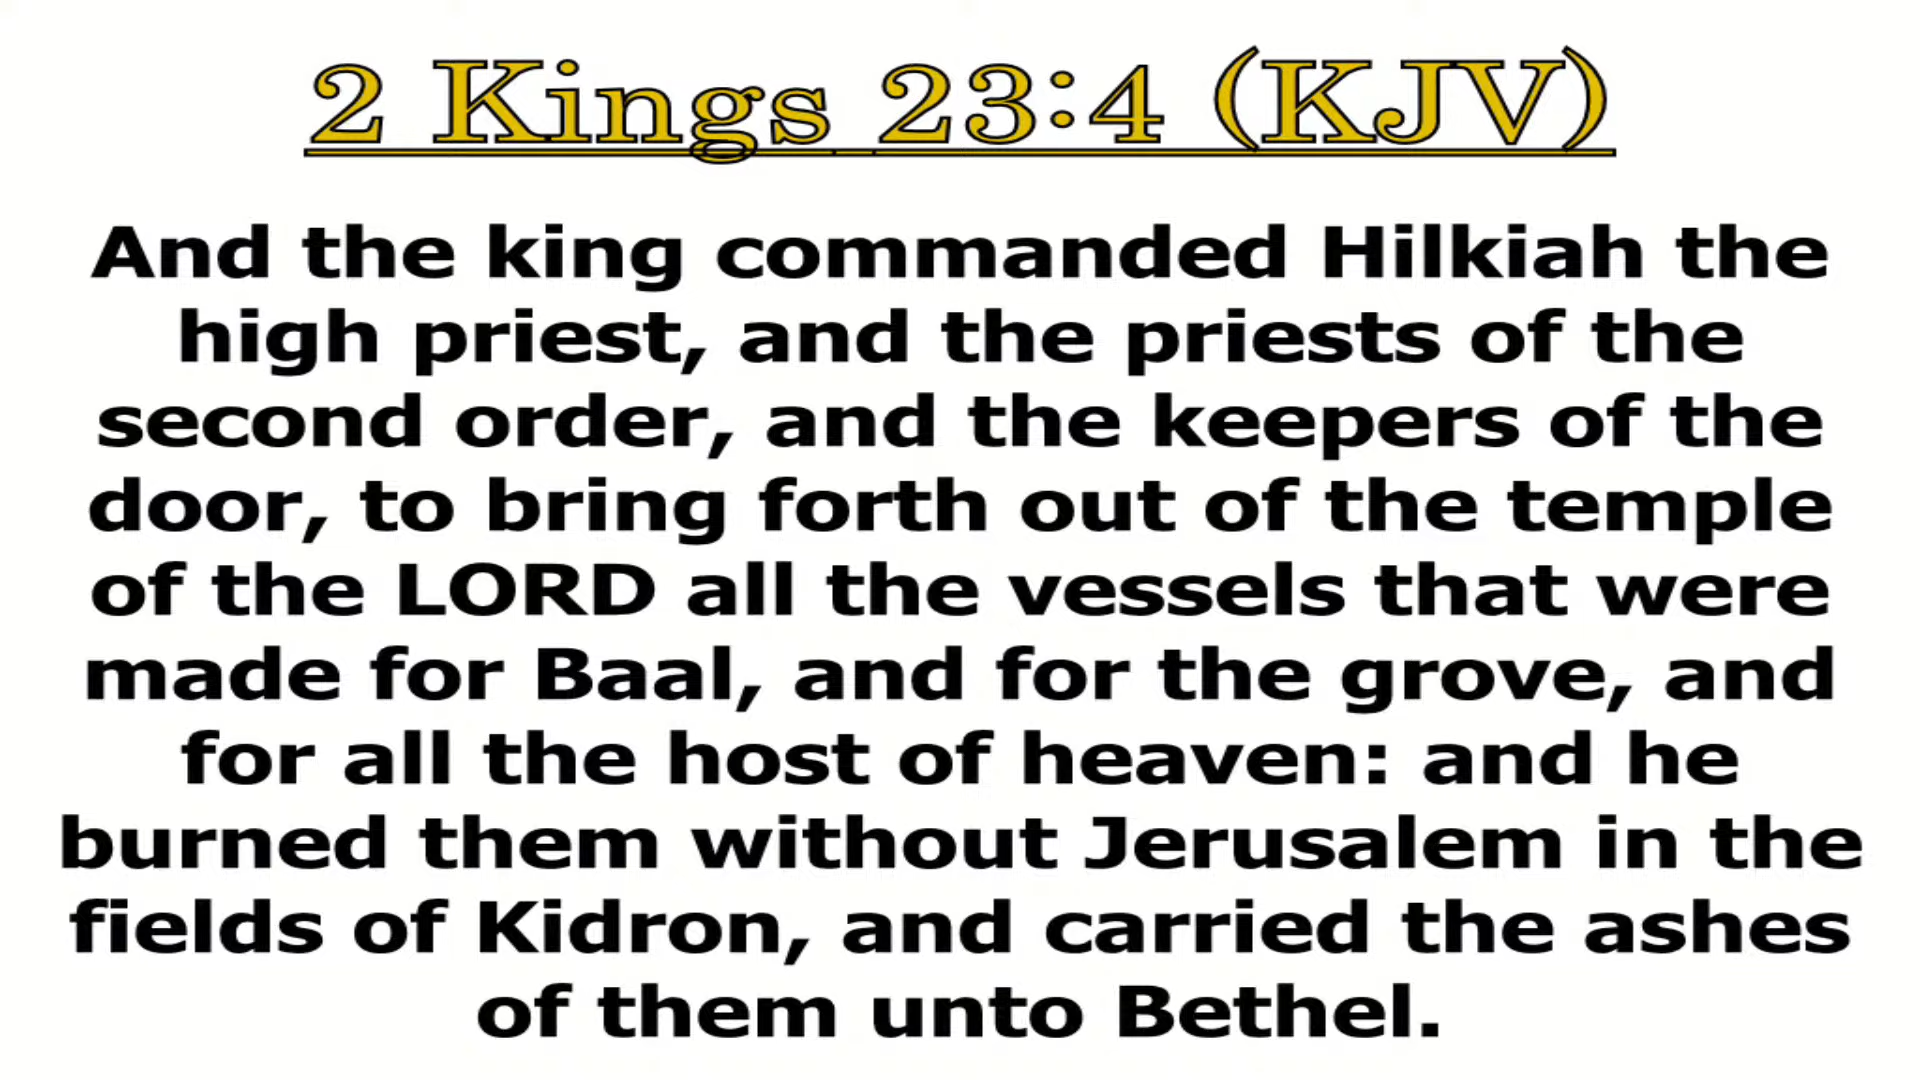 2 Kings 23:4 (KJV)
And the king commanded Hilkiah the
high priest, and the priests of the
second order, and the keepers of the
door, to bring forth out of the temple
of the LORD all the vessels that were
made for Baal, and for the grove, and
for all the host of heaven: and he
burned them without Jerusalem in the
fields of Kidron, and carried the ashes
of them unto Bethel.